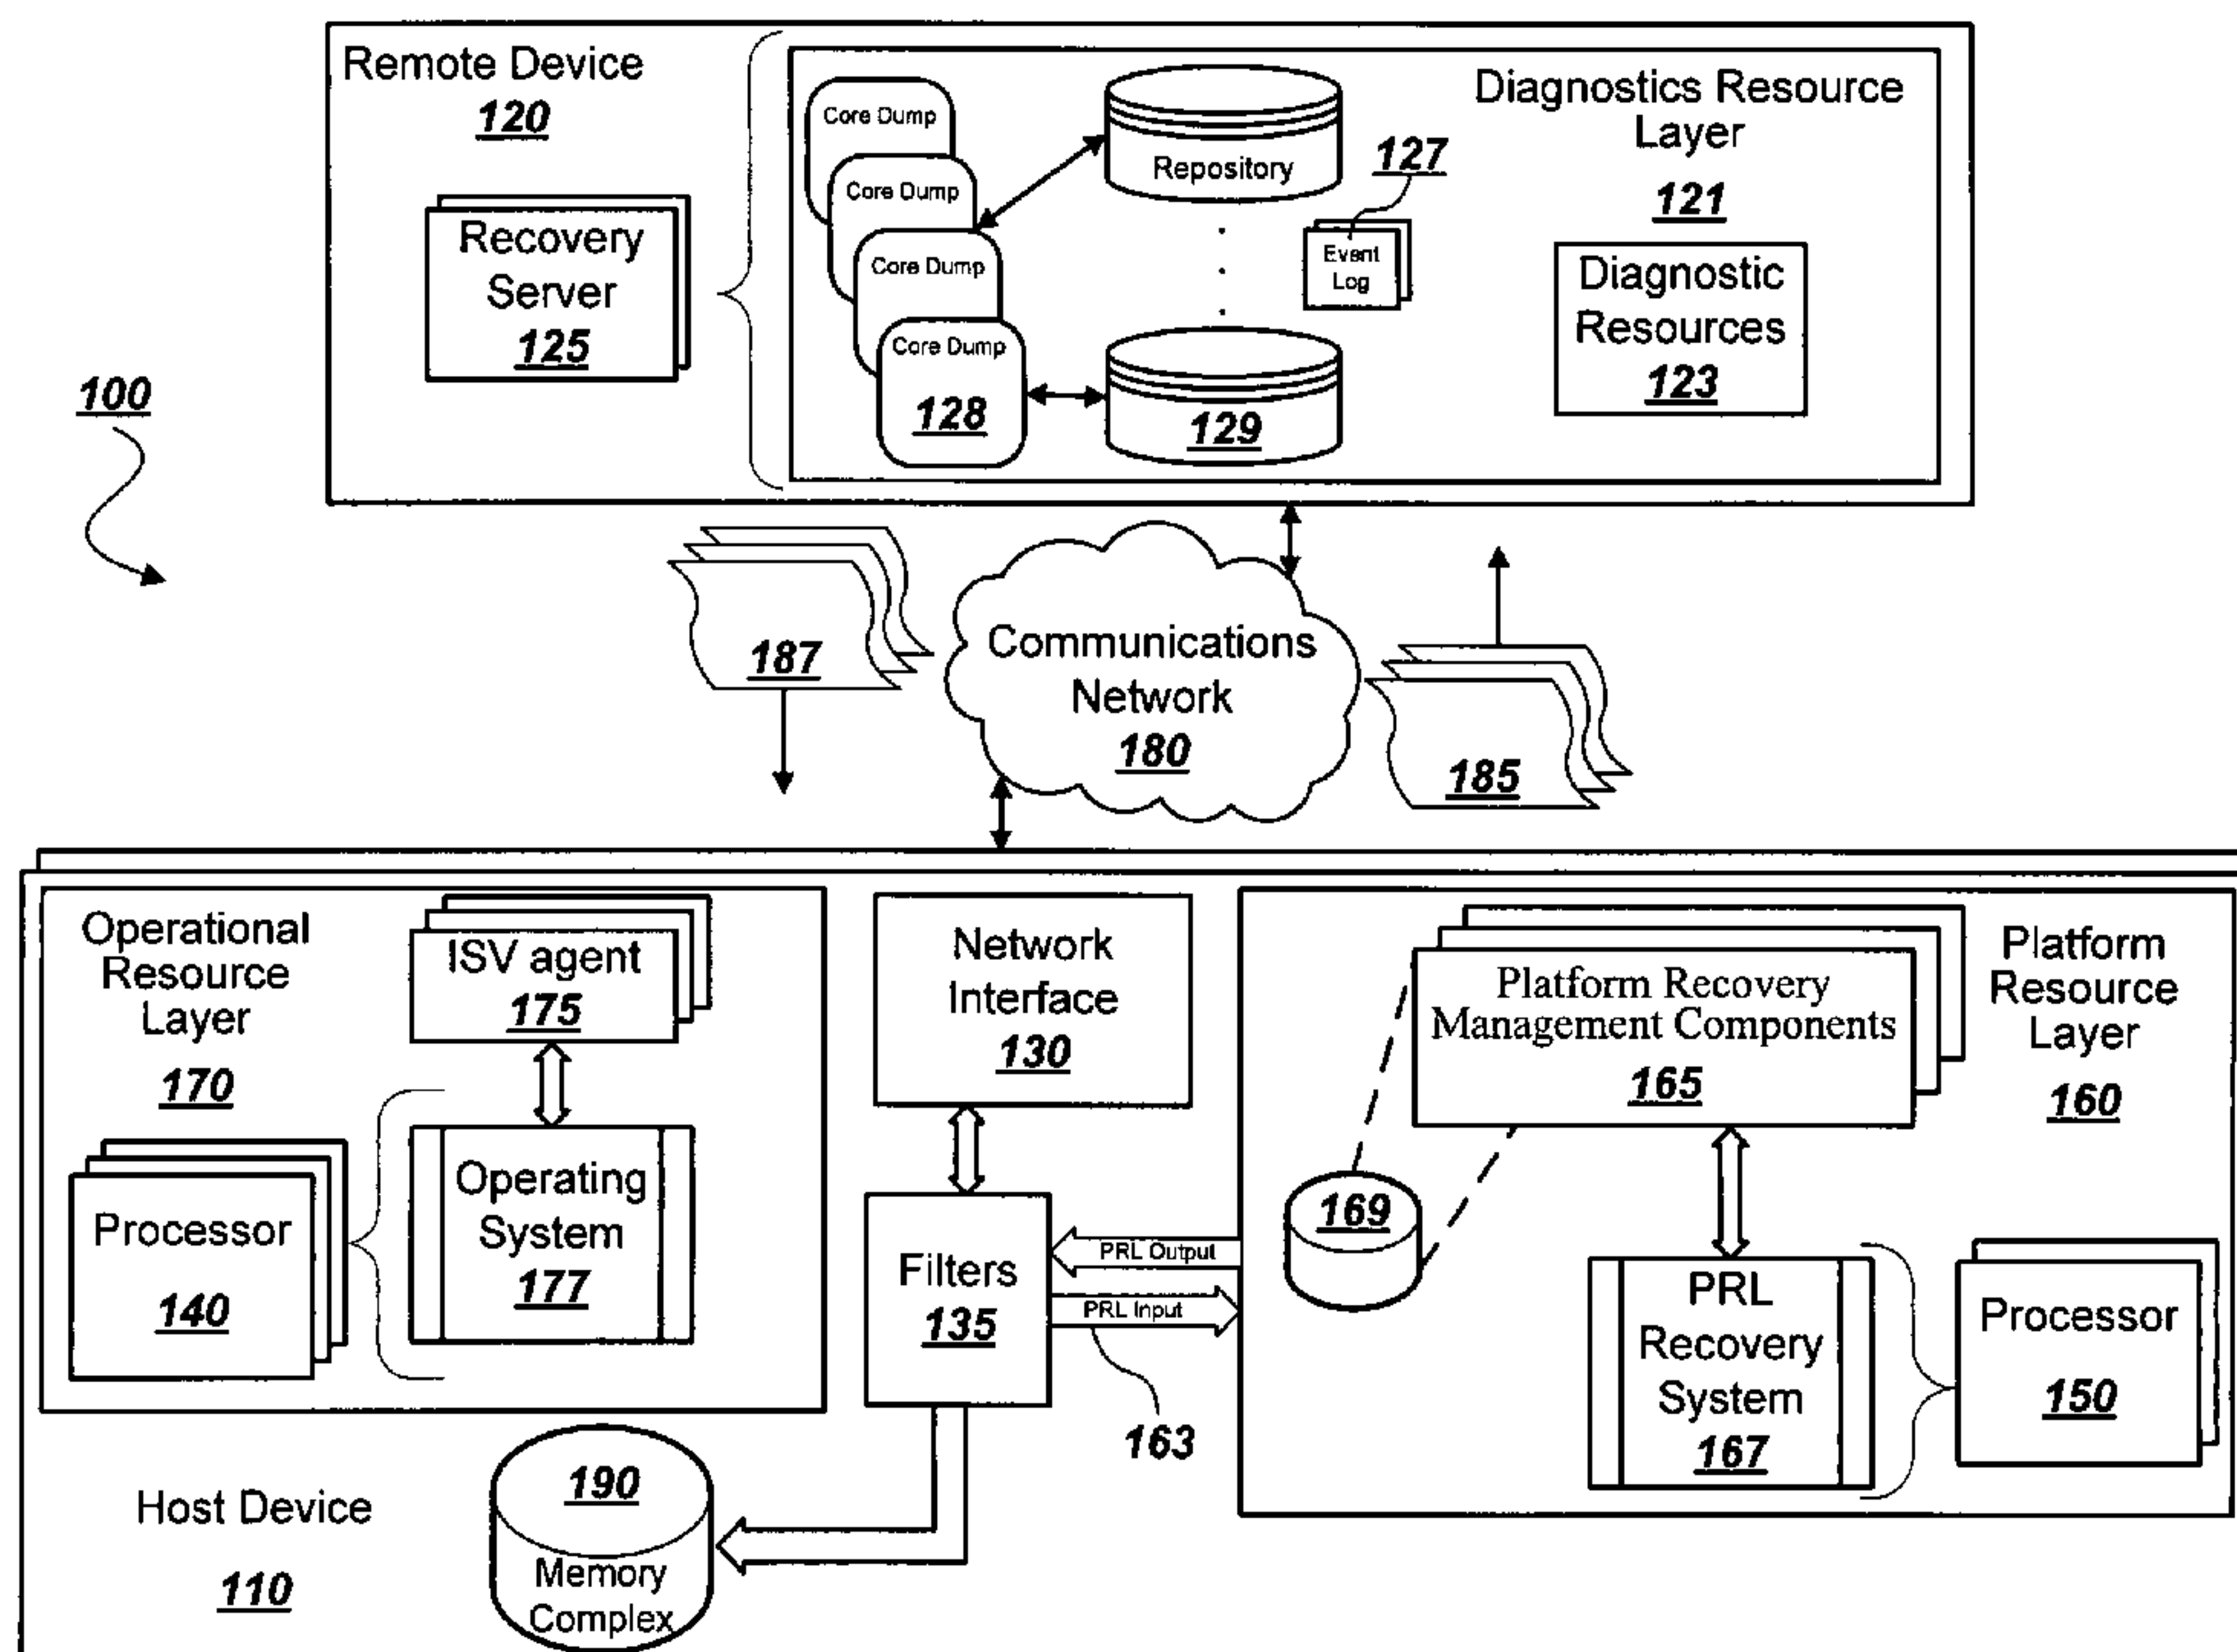 Remote Device
120
Recovery
Server
125
Core Dump
Core Dump
Core Dump
Core Dump
128
Repository
129
127
Event
Log
Diagnostics Resource
Layer
121
Diagnostic
Resources
123
100
187
Communications
Network
180
185
Operational
Resource
Layer
170
ISV agent
175
Processor
140
Operating
System
177
Network
Interface
130
Filters
135
PRL Output
PRL Input
163
Platform Recovery
Management Components
165
Platform
Resource
Layer
160
169
PRL
Recovery
System
167
Processor
150
Host Device
110
190
Memory
Complex